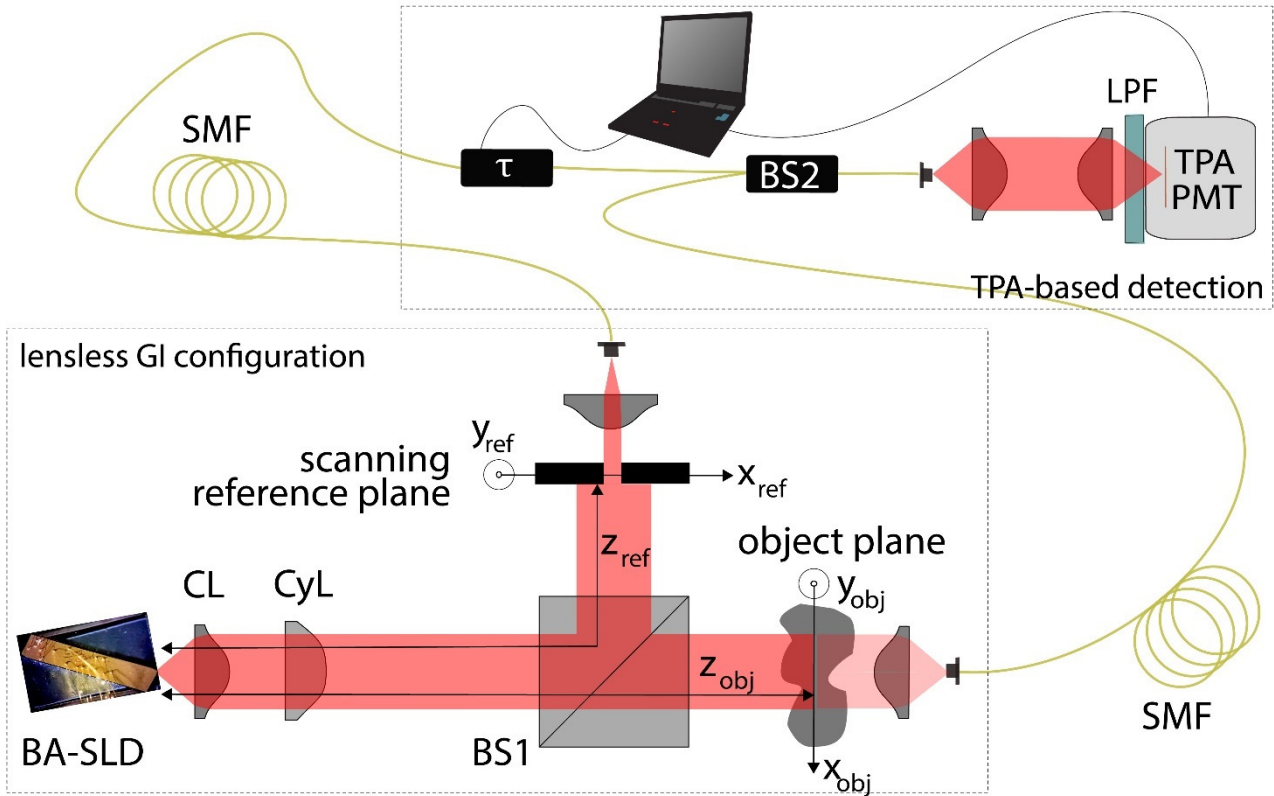 SMF
τ
BS2
LPF
TPA
PMT
TPA-based detection
lensless GI configuration
scanning
reference plane
y_ref
x_ref
z_ref
object plane
y_obj
z_obj
x_obj
CL
CyL
BA-SLD
BS1
SMF